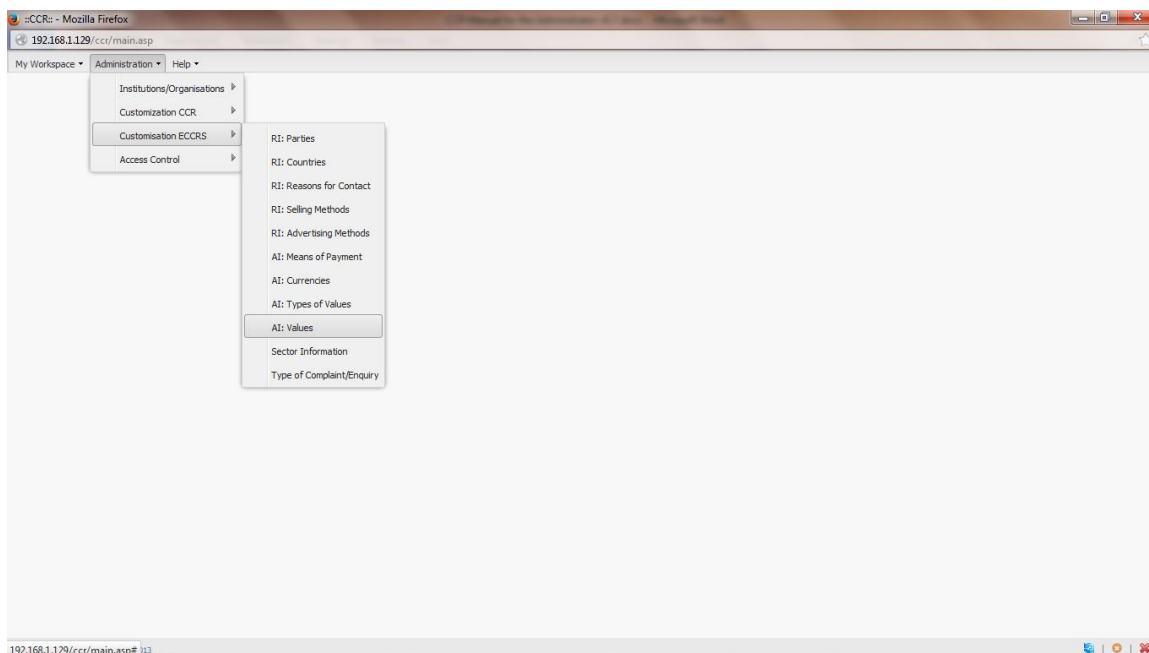 ::CCR:: - Mozilla Firefox
192.168.1.129/ccr/main.asp
My Workspace Administration Help
Institutions/Organisations
Customization CCR
Customisation ECCRS
Access Control
RI: Parties
RI: Countries
RI: Reasons for Contact
RI: Selling Methods
RI: Advertising Methods
AI: Means of Payment
AI: Currencies
AI: Types of Values
AI: Values
Sector Information
Type of Complaint/Enquiry
192.168.1.129/ccr/main.asp# 013